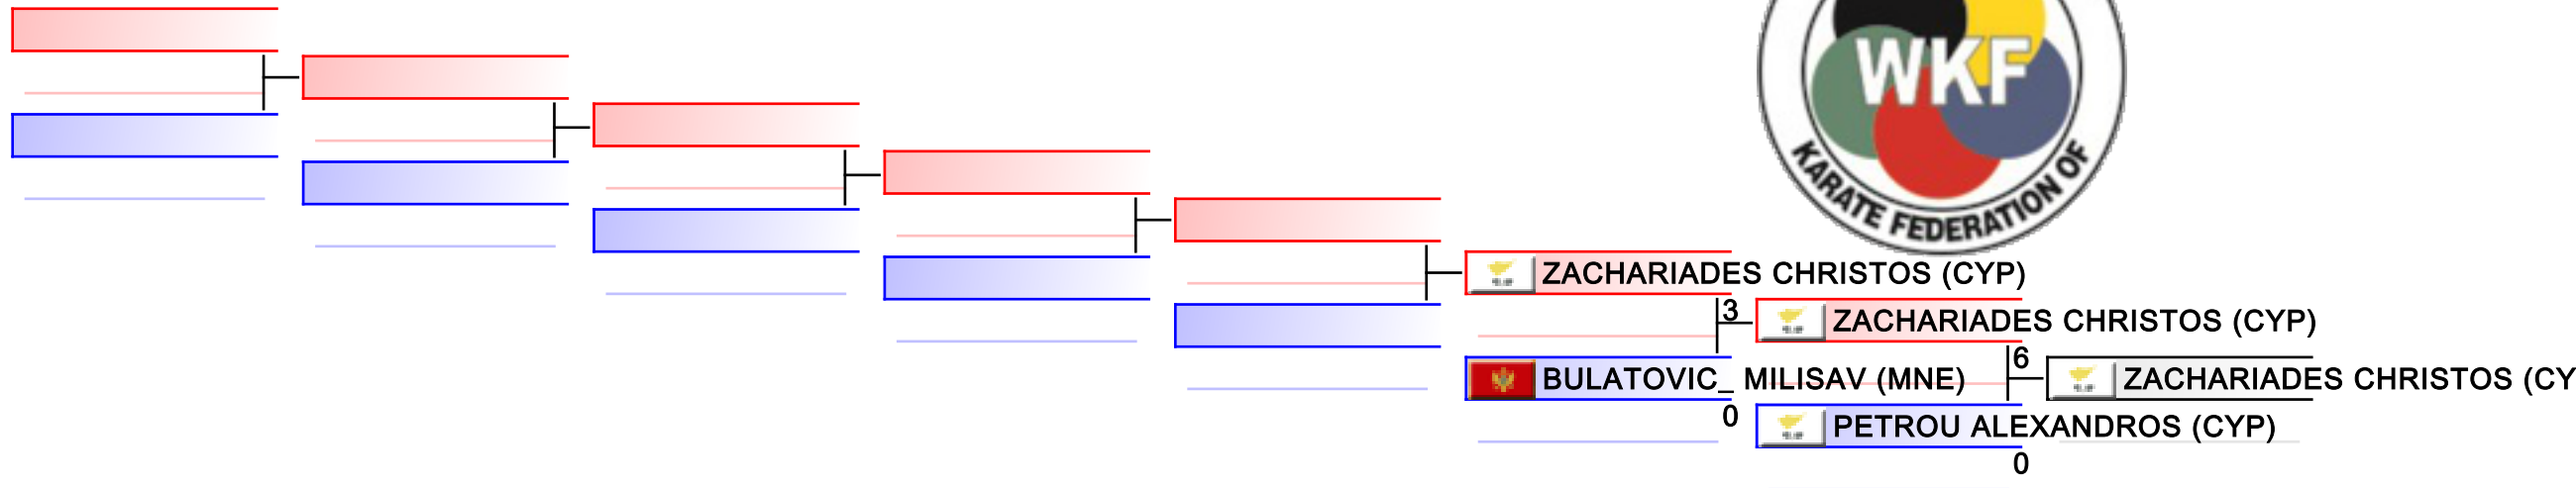 WKF
KARATE FEDERATION OF
ZACHARIADES CHRISTOS (CYP)
3
ZACHARIADES CHRISTOS (CYP)
6
BULATOVIC_ MILISAV (MNE)
ZACHARIADES CHRISTOS (CY
0
PETROU ALEXANDROS (CYP)
0